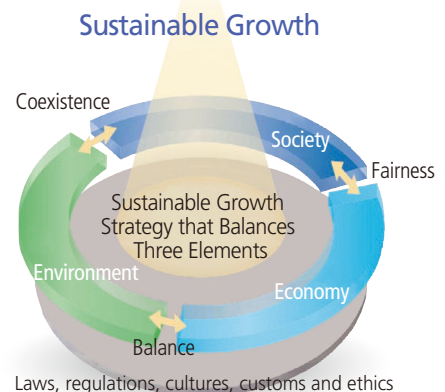 Sustainable Growth
Coexistence
Society
Fairness
Sustainable Growth
Strategy that Balances
Three Elements
Environment
Economy
Balance
Laws, regulations, cultures, customs and ethics